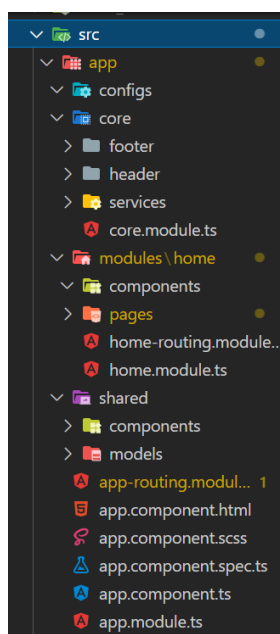 src
app
configs
core
footer
header
services
core.module.ts
modules\home
components
pages
home-routing.module...
home.module.ts
shared
components
models
app-routing.modul... 1
app.component.html
app.component.scss
app.component.spec.ts
app.component.ts
app.module.ts